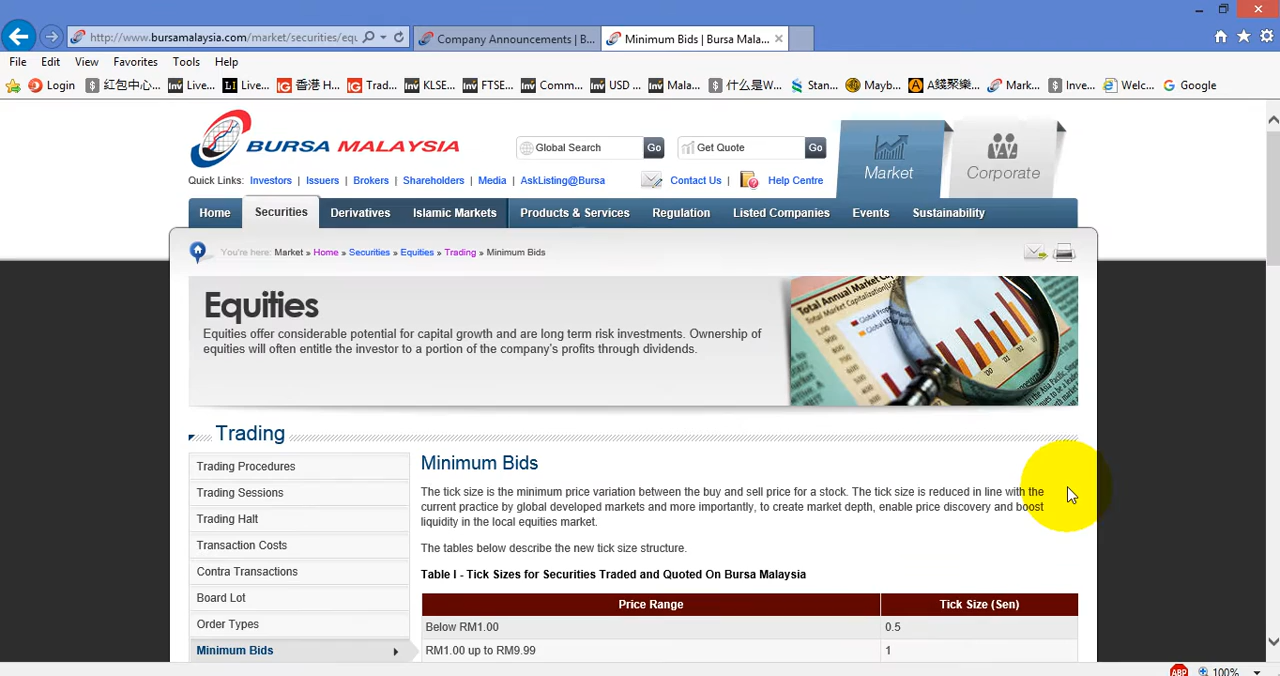 http://www.bursamalaysia.com/market/securities/equ
Company Announcements | B...
Minimum Bids | Bursa Mala...
File Edit View Favorites Tools Help
Login 红包中心... Live... Live... 香港 H... Trad... KLSE... FTSE... Comm... USD ... Mala... 什么是W... Stan... Mayb... A錢聚樂... Mark... Inve... Welc... Google
BURSA MALAYSIA
Global Search Go Get Quote Go
Market
Corporate
Quick Links: Investors | Issuers | Brokers | Shareholders | Media | AskListing@Bursa Contact Us | Help Centre
Home Securities Derivatives Islamic Markets Products & Services Regulation Listed Companies Events Sustainability
You're here: Market » Home » Securities » Equities » Trading » Minimum Bids
Equities
Equities offer considerable potential for capital growth and are long term risk investments. Ownership of
equities will often entitle the investor to a portion of the company's profits through dividends.
Total Annual Market
Total Market Capitalization
Trading
Trading Procedures
Trading Sessions
Trading Halt
Transaction Costs
Contra Transactions
Board Lot
Order Types
Minimum Bids
Minimum Bids
The tick size is the minimum price variation between the buy and sell price for a stock. The tick size is reduced in line with the
current practice by global developed markets and more importantly, to create market depth, enable price discovery and boost
liquidity in the local equities market.
The tables below describe the new tick size structure.
Table I - Tick Sizes for Securities Traded and Quoted On Bursa Malaysia
Price Range Tick Size (Sen)
Below RM1.00 0.5
RM1.00 up to RM9.99 1
ABP 100%